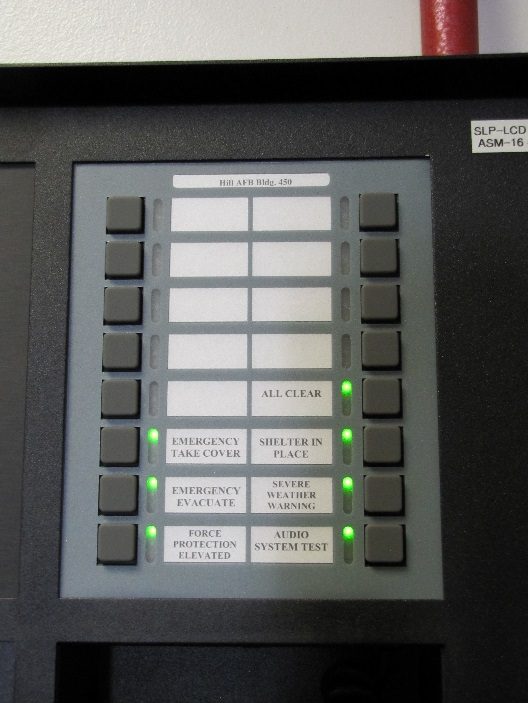 SLP-LCD
ASM-16
Hill AFB Bldg. 450
ALL CLEAR
EMERGENCY
TAKE COVER
SHELTER IN
PLACE
EMERGENCY
EVACUATE
SEVERE
WEATHER
WARNING
FORCE
PROTECTION
ELEVATED
AUDIO
SYSTEM TEST